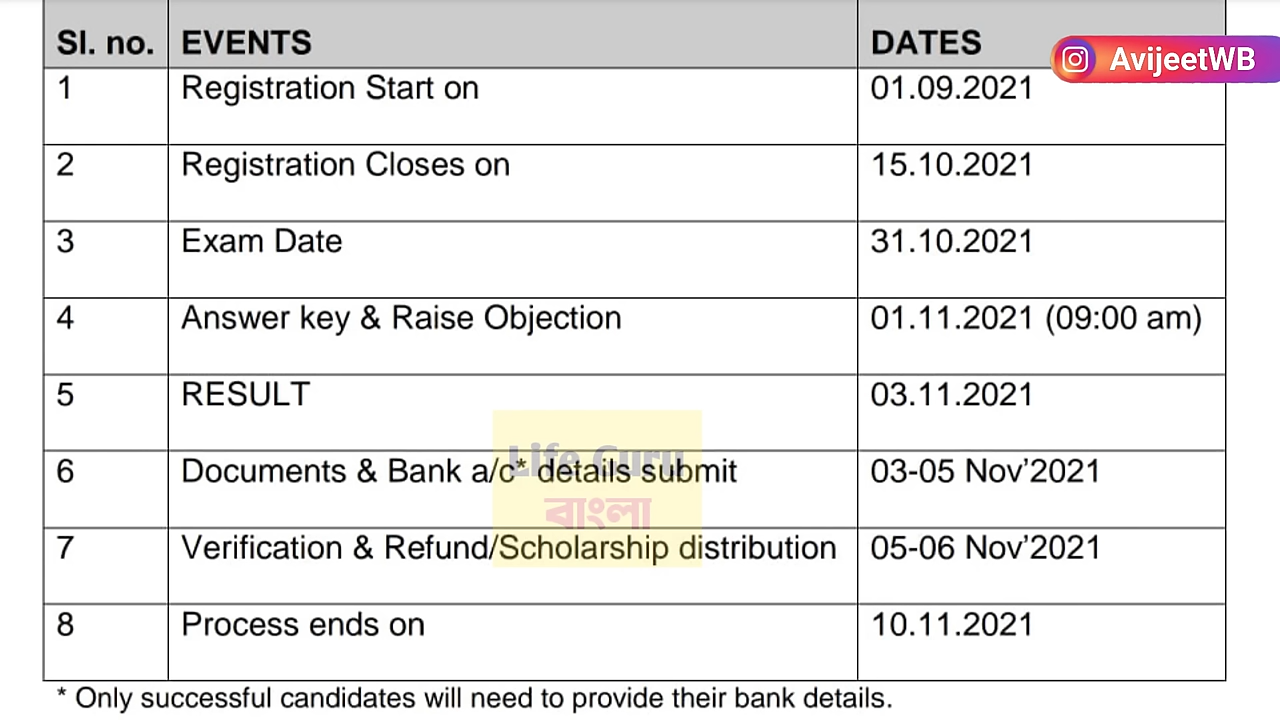 Sl. no. EVENTS DATES
AvijeetWB
1 Registration Start on 01.09.2021
2 Registration Closes on 15.10.2021
3 Exam Date 31.10.2021
4 Answer key & Raise Objection 01.11.2021 (09:00 am)
5 RESULT 03.11.2021
Life Guru
6 Documents & Bank a/c* details submit 03-05 Nov’2021
বাংলা
7 Verification & Refund/Scholarship distribution 05-06 Nov’2021
8 Process ends on 10.11.2021
* Only successful candidates will need to provide their bank details.